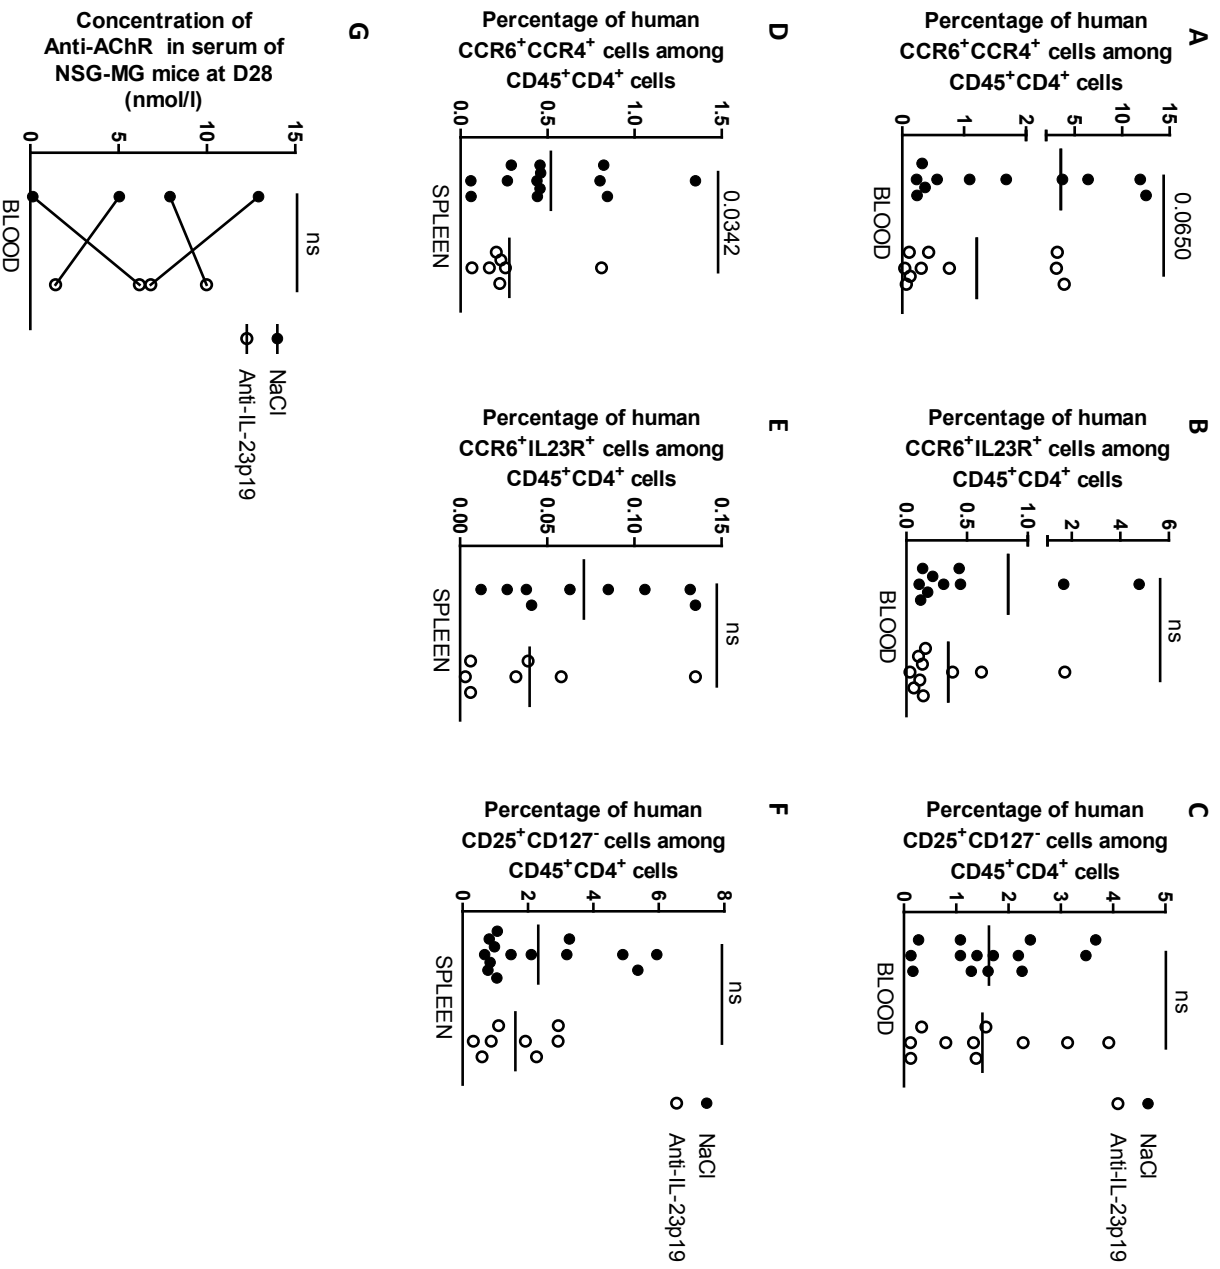 A
Percentage of human
CCR6+CCR4+ cells among
CD45+CD4+ cells
15
10
5
2
1
0
0.0650
BLOOD
B
Percentage of human
CCR6+IL23R+ cells among
CD45+CD4+ cells
6
4
2
1.0
0.5
0.0
ns
BLOOD
C
Percentage of human
CD25+CD127- cells among
CD45+CD4+ cells
5
4
3
2
1
0
ns
BLOOD
NaCl
Anti-IL-23p19
D
Percentage of human
CCR6+CCR4+ cells among
CD45+CD4+ cells
1.5
1.0
0.5
0.0
0.0342
SPLEEN
E
Percentage of human
CCR6+IL23R+ cells among
CD45+CD4+ cells
0.15
0.10
0.05
0.00
ns
SPLEEN
F
Percentage of human
CD25+CD127- cells among
CD45+CD4+ cells
8
6
4
2
0
ns
SPLEEN
NaCl
Anti-IL-23p19
G
Concentration of
Anti-AChR in serum of
NSG-MG mice at D28
(nmol/l)
15
10
5
0
ns
BLOOD
NaCl
Anti-IL-23p19